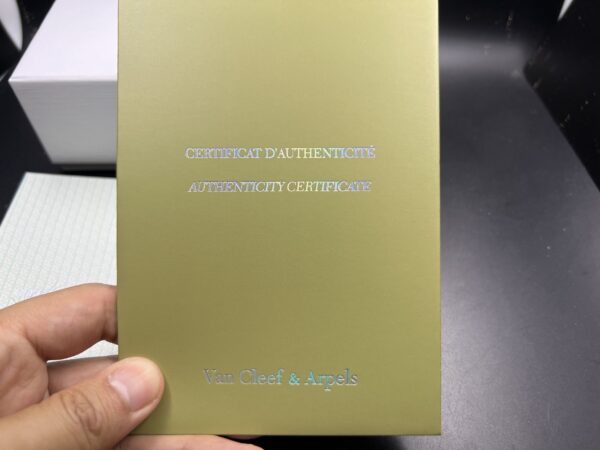 CERTIFICAT D'AUTHENTICITÉ
AUTHENTICITY CERTIFICATE
Van Cleef & Arpels